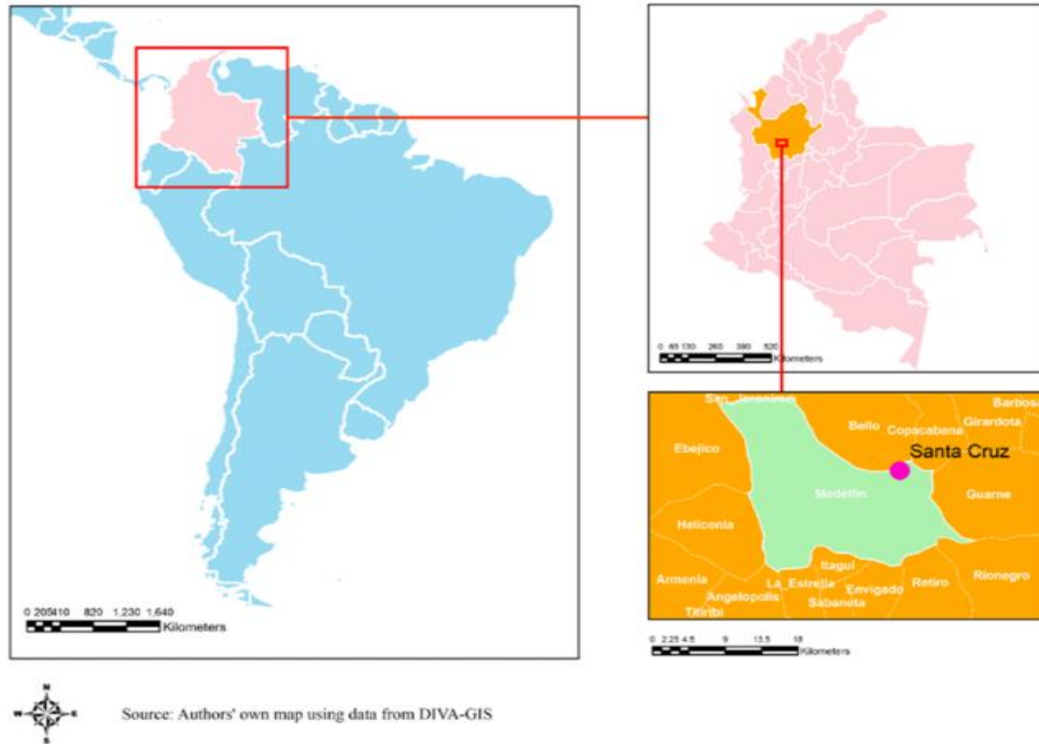 0 205410 820 1,230 1,640
Kilometers
0 65 130 260 390 520
Kilometers
San_Jeronimo
Barbosa
Bello
Copacabana
Girardota
Ebejico
Santa Cruz
Medellin
Guarne
Heliconia
Itagui
Armenia
La_Estrella
Envigado
Retiro
Rionegro
Angelopolis
Sabaneta
Titiribi
0 2.25 4.5 9 13.5 18
Kilometers
N
W
E
S
Source: Authors' own map using data from DIVA-GIS